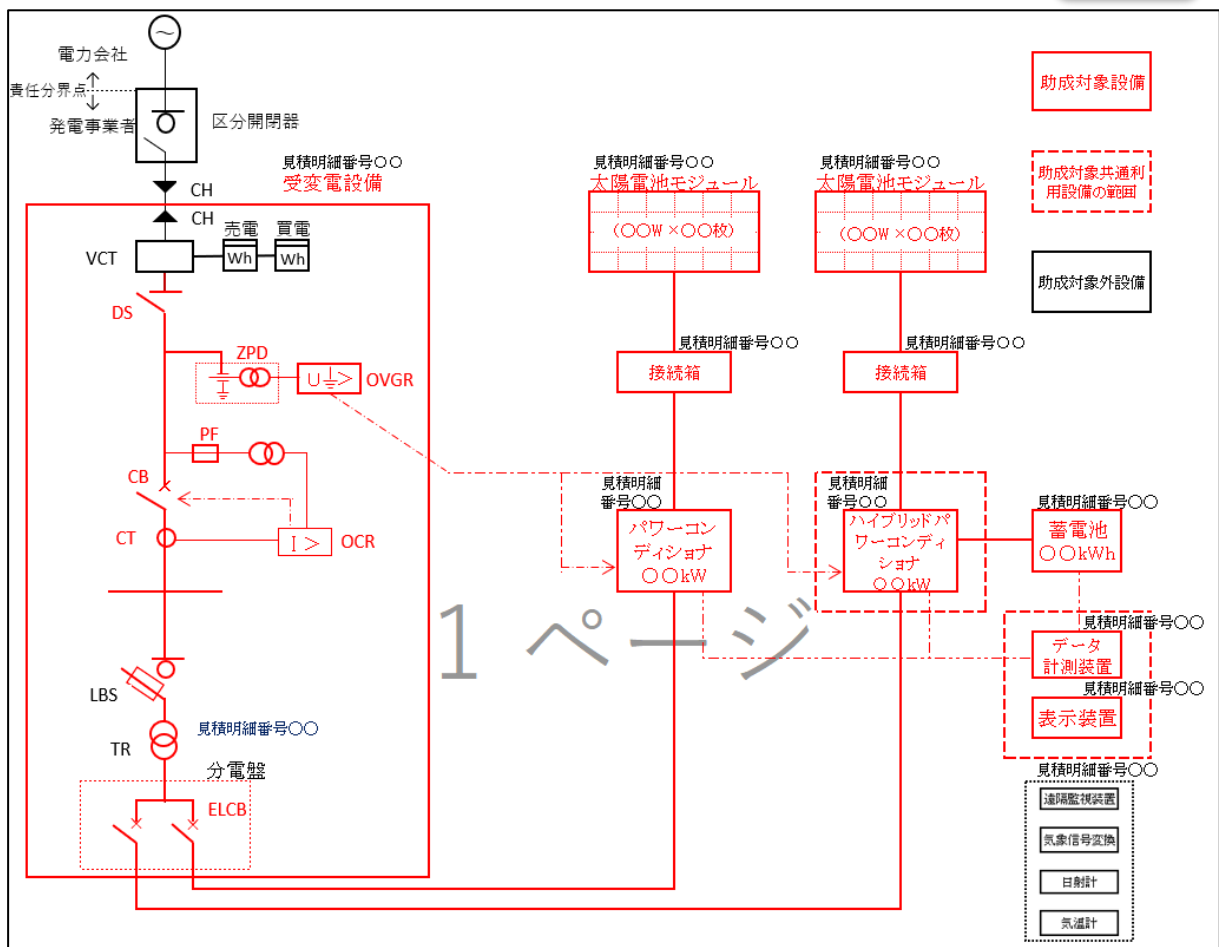 電力会社
責任分界点
発電事業者
区分開閉器
助成対象設備
助成対象共通利
用設備の範囲
助成対象外設備
見積明細番号〇〇
受変電設備
CH
CH
売電
買電
VCT
Wh
Wh
DS
ZPD
U
>
OVGR
PF
CB
CT
I >
OCR
LBS
TR
見積明細番号〇〇
分電盤
ELCB
見積明細番号〇〇
太陽電池モジュール
(〇〇W ×〇〇枚)
見積明細番号〇〇
接続箱
見積明細
番号〇〇
パワーコン
ディショナ
〇〇kW
見積明細番号〇〇
太陽電池モジュール
(〇〇W ×〇〇枚)
見積明細番号〇〇
接続箱
見積明細
番号〇〇
ハイブリッドパ
ワーコンディ
ショナ
〇〇kW
見積明細番号〇〇
蓄電池
〇〇kWh
見積明細番号〇〇
データ
計測装置
見積明細番号〇〇
表示装置
見積明細番号〇〇
遠隔監視装置
気象信号変換
日射計
気温計
1 ページ